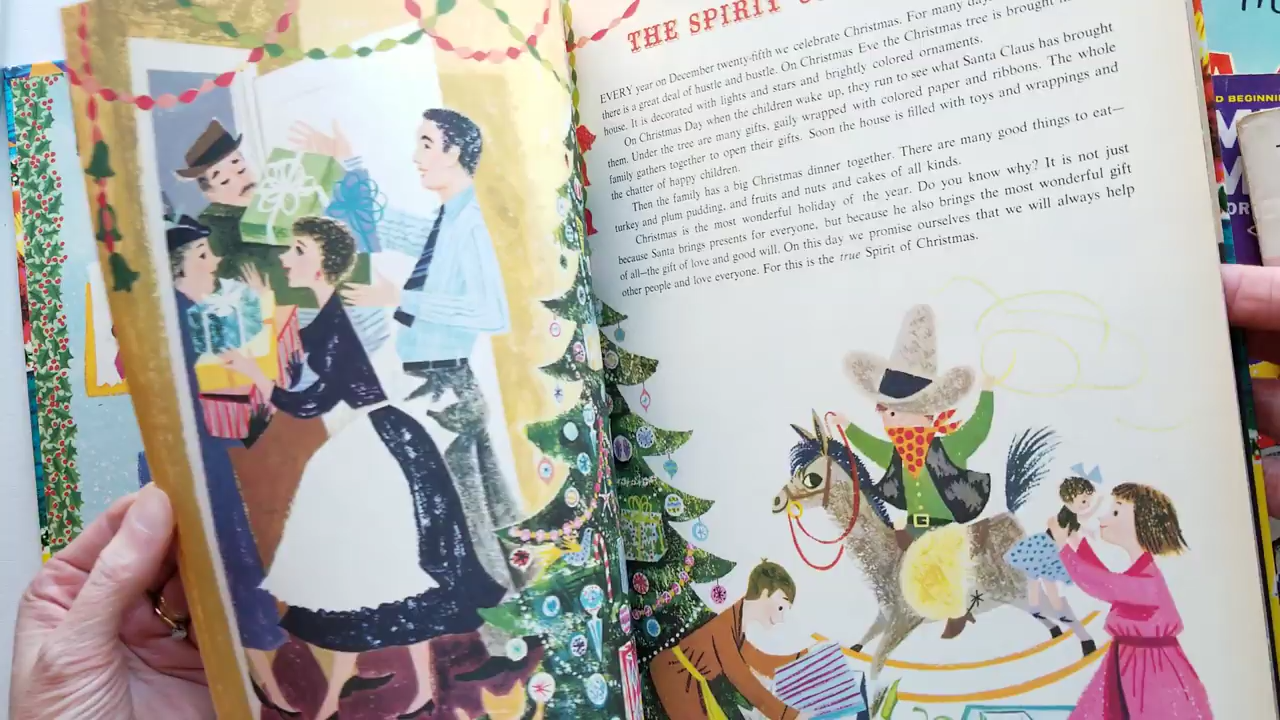 THE SPIRIT
EVERY year on December twenty-fifth we celebrate Christmas. For many days
there is a great deal of hustle and bustle. On Christmas Eve the Christmas tree is brought
house. It is decorated with lights and stars and brightly colored ornaments.
On Christmas Day when the children wake up, they run to see what Santa Claus has brought
them. Under the tree are many gifts, gaily wrapped with colored paper and ribbons. The whole
family gathers together to open their gifts. Soon the house is filled with toys and wrappings and
the chatter of happy children.
Then the family has a big Christmas dinner together. There are many good things to eat—
turkey and plum pudding, and fruits and nuts and cakes of all kinds.
Christmas is the most wonderful holiday of the year. Do you know why? It is not just
because Santa brings presents for everyone, but because he also brings the most wonderful gift
of all—the gift of love and good will. On this day we promise ourselves that we will always help
other people and love everyone. For this is the true Spirit of Christmas.
D BEGINNI